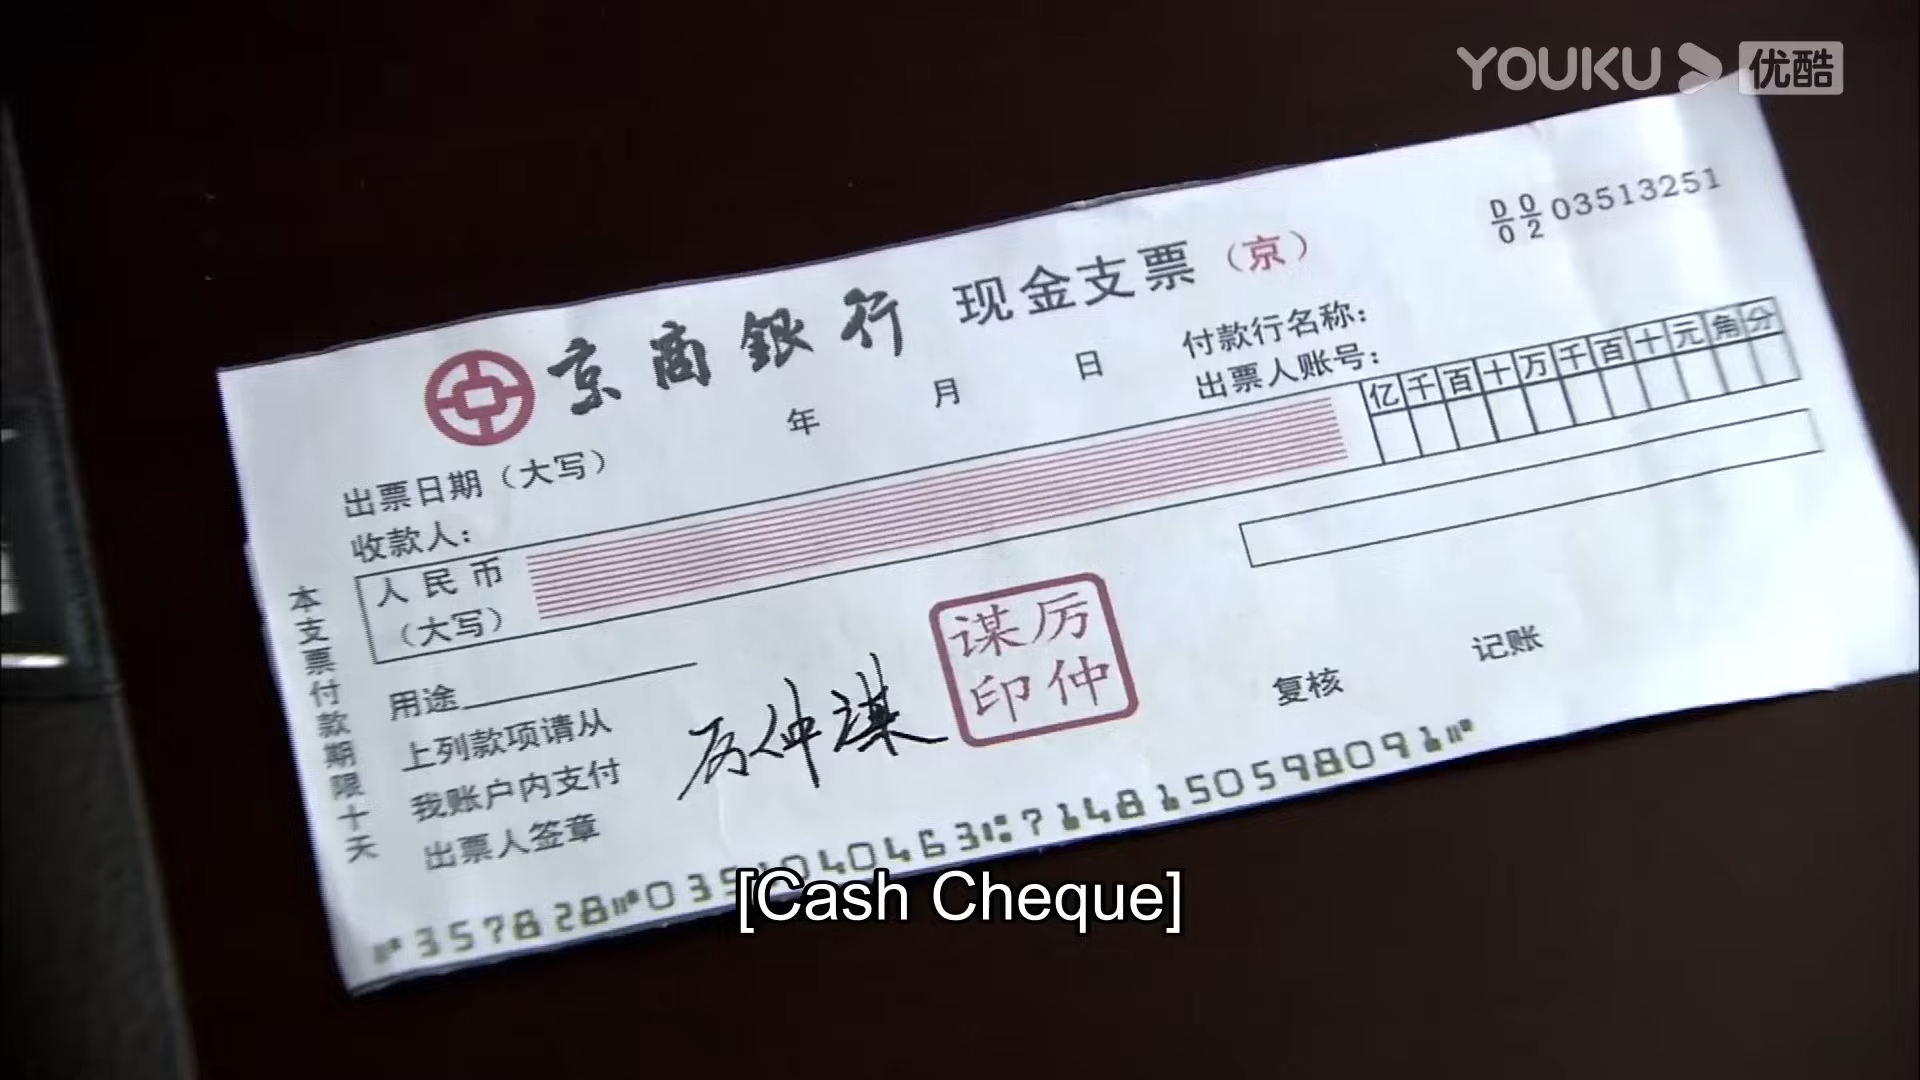 YOUKU 优酷
京商銀行 现金支票（京）
D/0 0/2 03513251
出票日期（大写） 年 月 日
付款行名称：
收款人：
出票人账号：
人民币
（大写）
亿千百十万千百十元角分
本支票付款期限十天
用途
上列款项请从
我账户内支付
出票人签章
厉仲谋
厉仲谋印
复核
记账
[Cash Cheque]